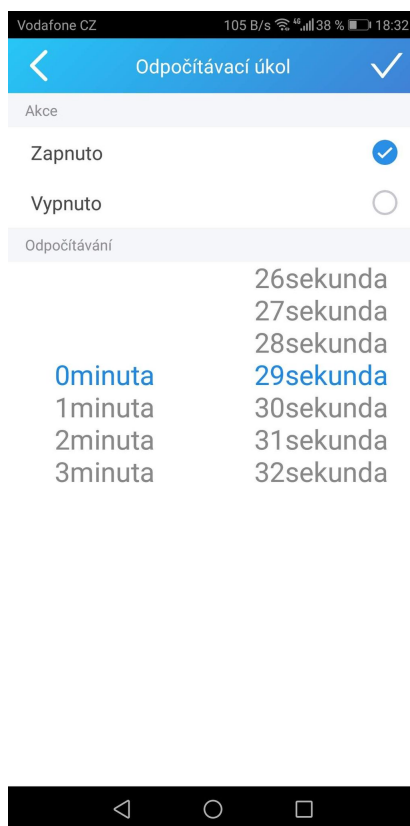 Vodafone CZ 105 B/s 4G 38 % 18:32
Odpočítávací úkol
Akce
Zapnuto
Vypnuto
Odpočítávání
26sekunda
27sekunda
28sekunda
0minuta 29sekunda
1minuta 30sekunda
2minuta 31sekunda
3minuta 32sekunda